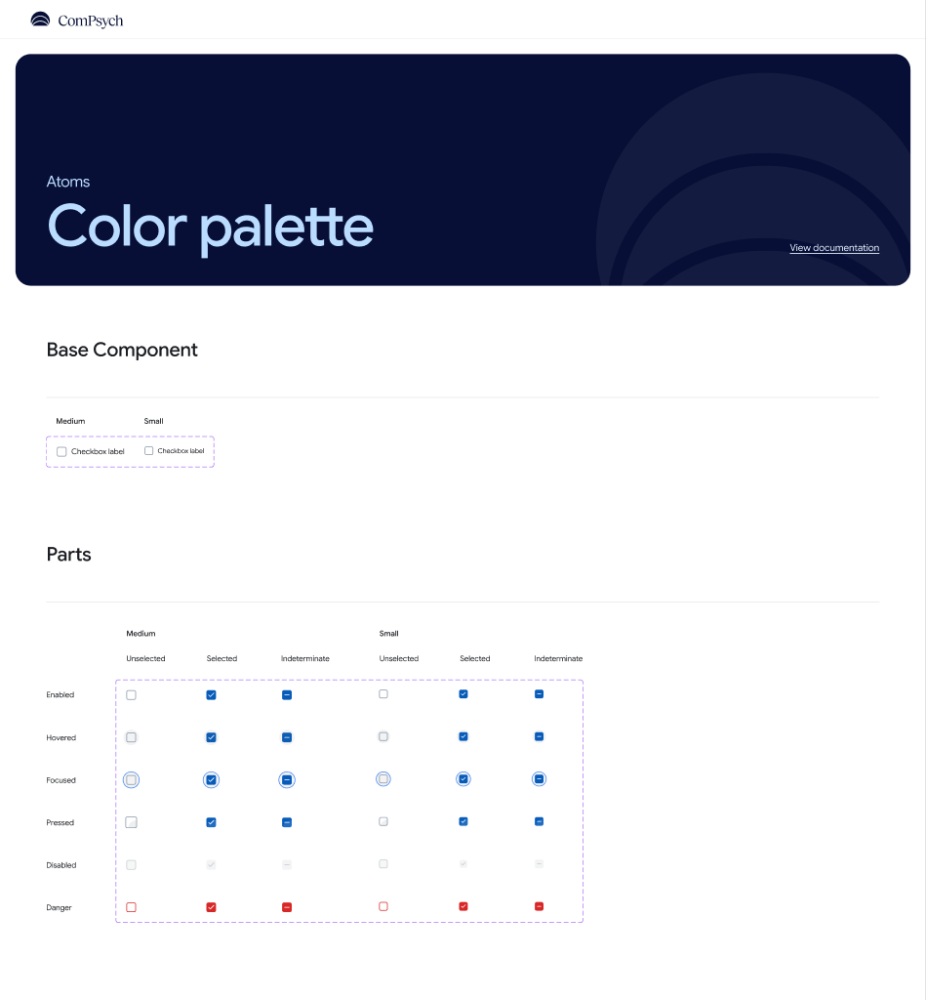 ComPsych
Atoms
Color palette
View documentation
Base Component
Medium Small
Checkbox label Checkbox label
Parts
Medium Small
Unselected Selected Indeterminate Unselected Selected Indeterminate
Enabled
Hovered
Focused
Pressed
Disabled
Danger